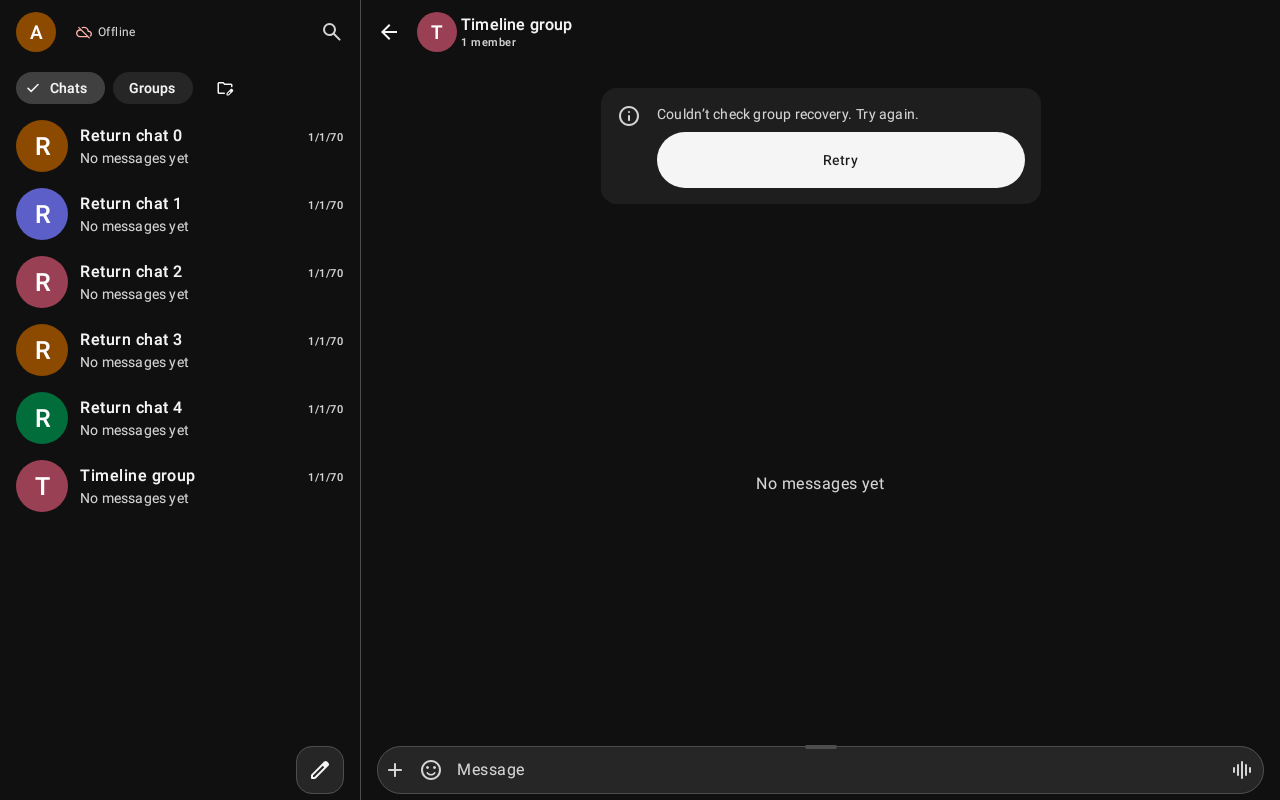 A
Offline
Chats
Groups
R
Return chat 0
1/1/70
No messages yet
R
Return chat 1
1/1/70
No messages yet
R
Return chat 2
1/1/70
No messages yet
R
Return chat 3
1/1/70
No messages yet
R
Return chat 4
1/1/70
No messages yet
T
Timeline group
1/1/70
No messages yet
T
Timeline group
1 member
Couldn’t check group recovery. Try again.
Retry
No messages yet
Message